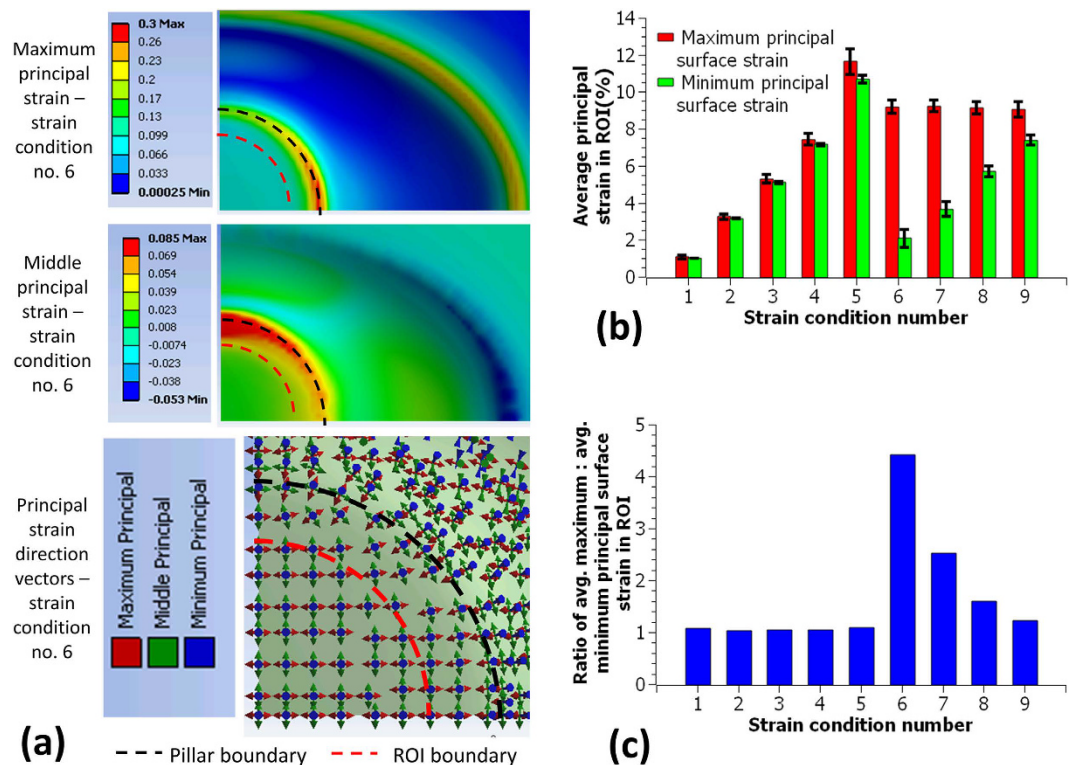 Maximum
principal
strain –
strain
condition
no. 6
0.3 Max
0.26
0.23
0.2
0.17
0.13
0.099
0.066
0.033
0.00025 Min
Middle
principal
strain –
strain
condition
no. 6
0.085 Max
0.069
0.054
0.039
0.023
0.008
-0.0074
-0.023
-0.038
-0.053 Min
Principal
strain
direction
vectors –
strain
condition
no. 6
Maximum Principal
Middle Principal
Minimum Principal
(a)
Pillar boundary
ROI boundary
Average principal
strain in ROI(%)
14
12
10
8
6
4
2
0
Maximum principal
surface strain
Minimum principal
surface strain
1 2 3 4 5 6 7 8 9
Strain condition number
(b)
Ratio of avg. maximum : avg.
minimum principal surface
strain in ROI
5
4
3
2
1
0
1 2 3 4 5 6 7 8 9
Strain condition number
(c)